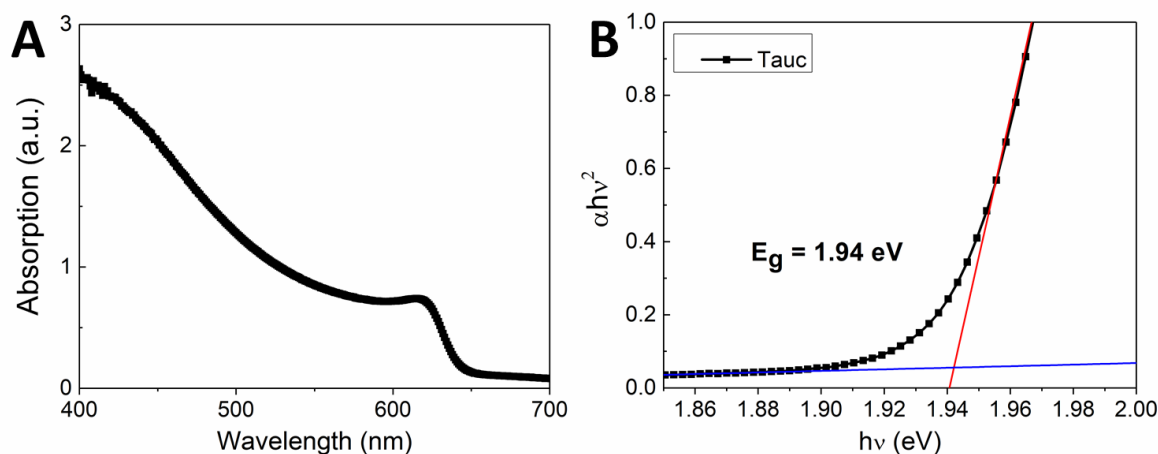 A
3
2
1
0
Absorption (a.u.)
400
500
600
700
Wavelength (nm)
B
Tauc
1.0
0.8
0.6
0.4
0.2
0.0
αhν²
E_g = 1.94 eV
1.86
1.88
1.90
1.92
1.94
1.96
1.98
2.00
hν (eV)